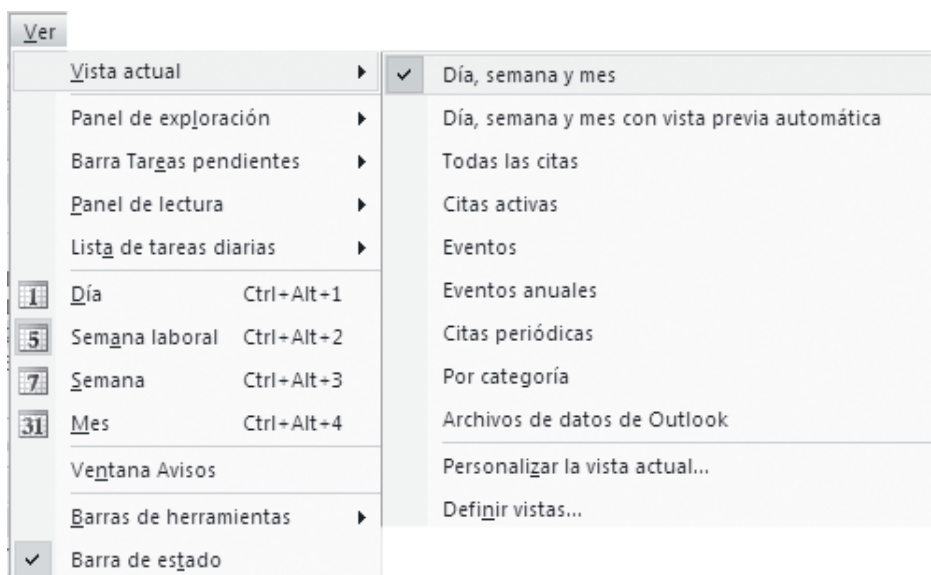 Ver
Vista actual
Panel de exploración
Barra Tareas pendientes
Panel de lectura
Lista de tareas diarias
1 Día Ctrl+Alt+1
5 Semana laboral Ctrl+Alt+2
7 Semana Ctrl+Alt+3
31 Mes Ctrl+Alt+4
Ventana Avisos
Barras de herramientas
Barra de estado
Día, semana y mes
Día, semana y mes con vista previa automática
Todas las citas
Citas activas
Eventos
Eventos anuales
Citas periódicas
Por categoría
Archivos de datos de Outlook
Personalizar la vista actual...
Definir vistas...